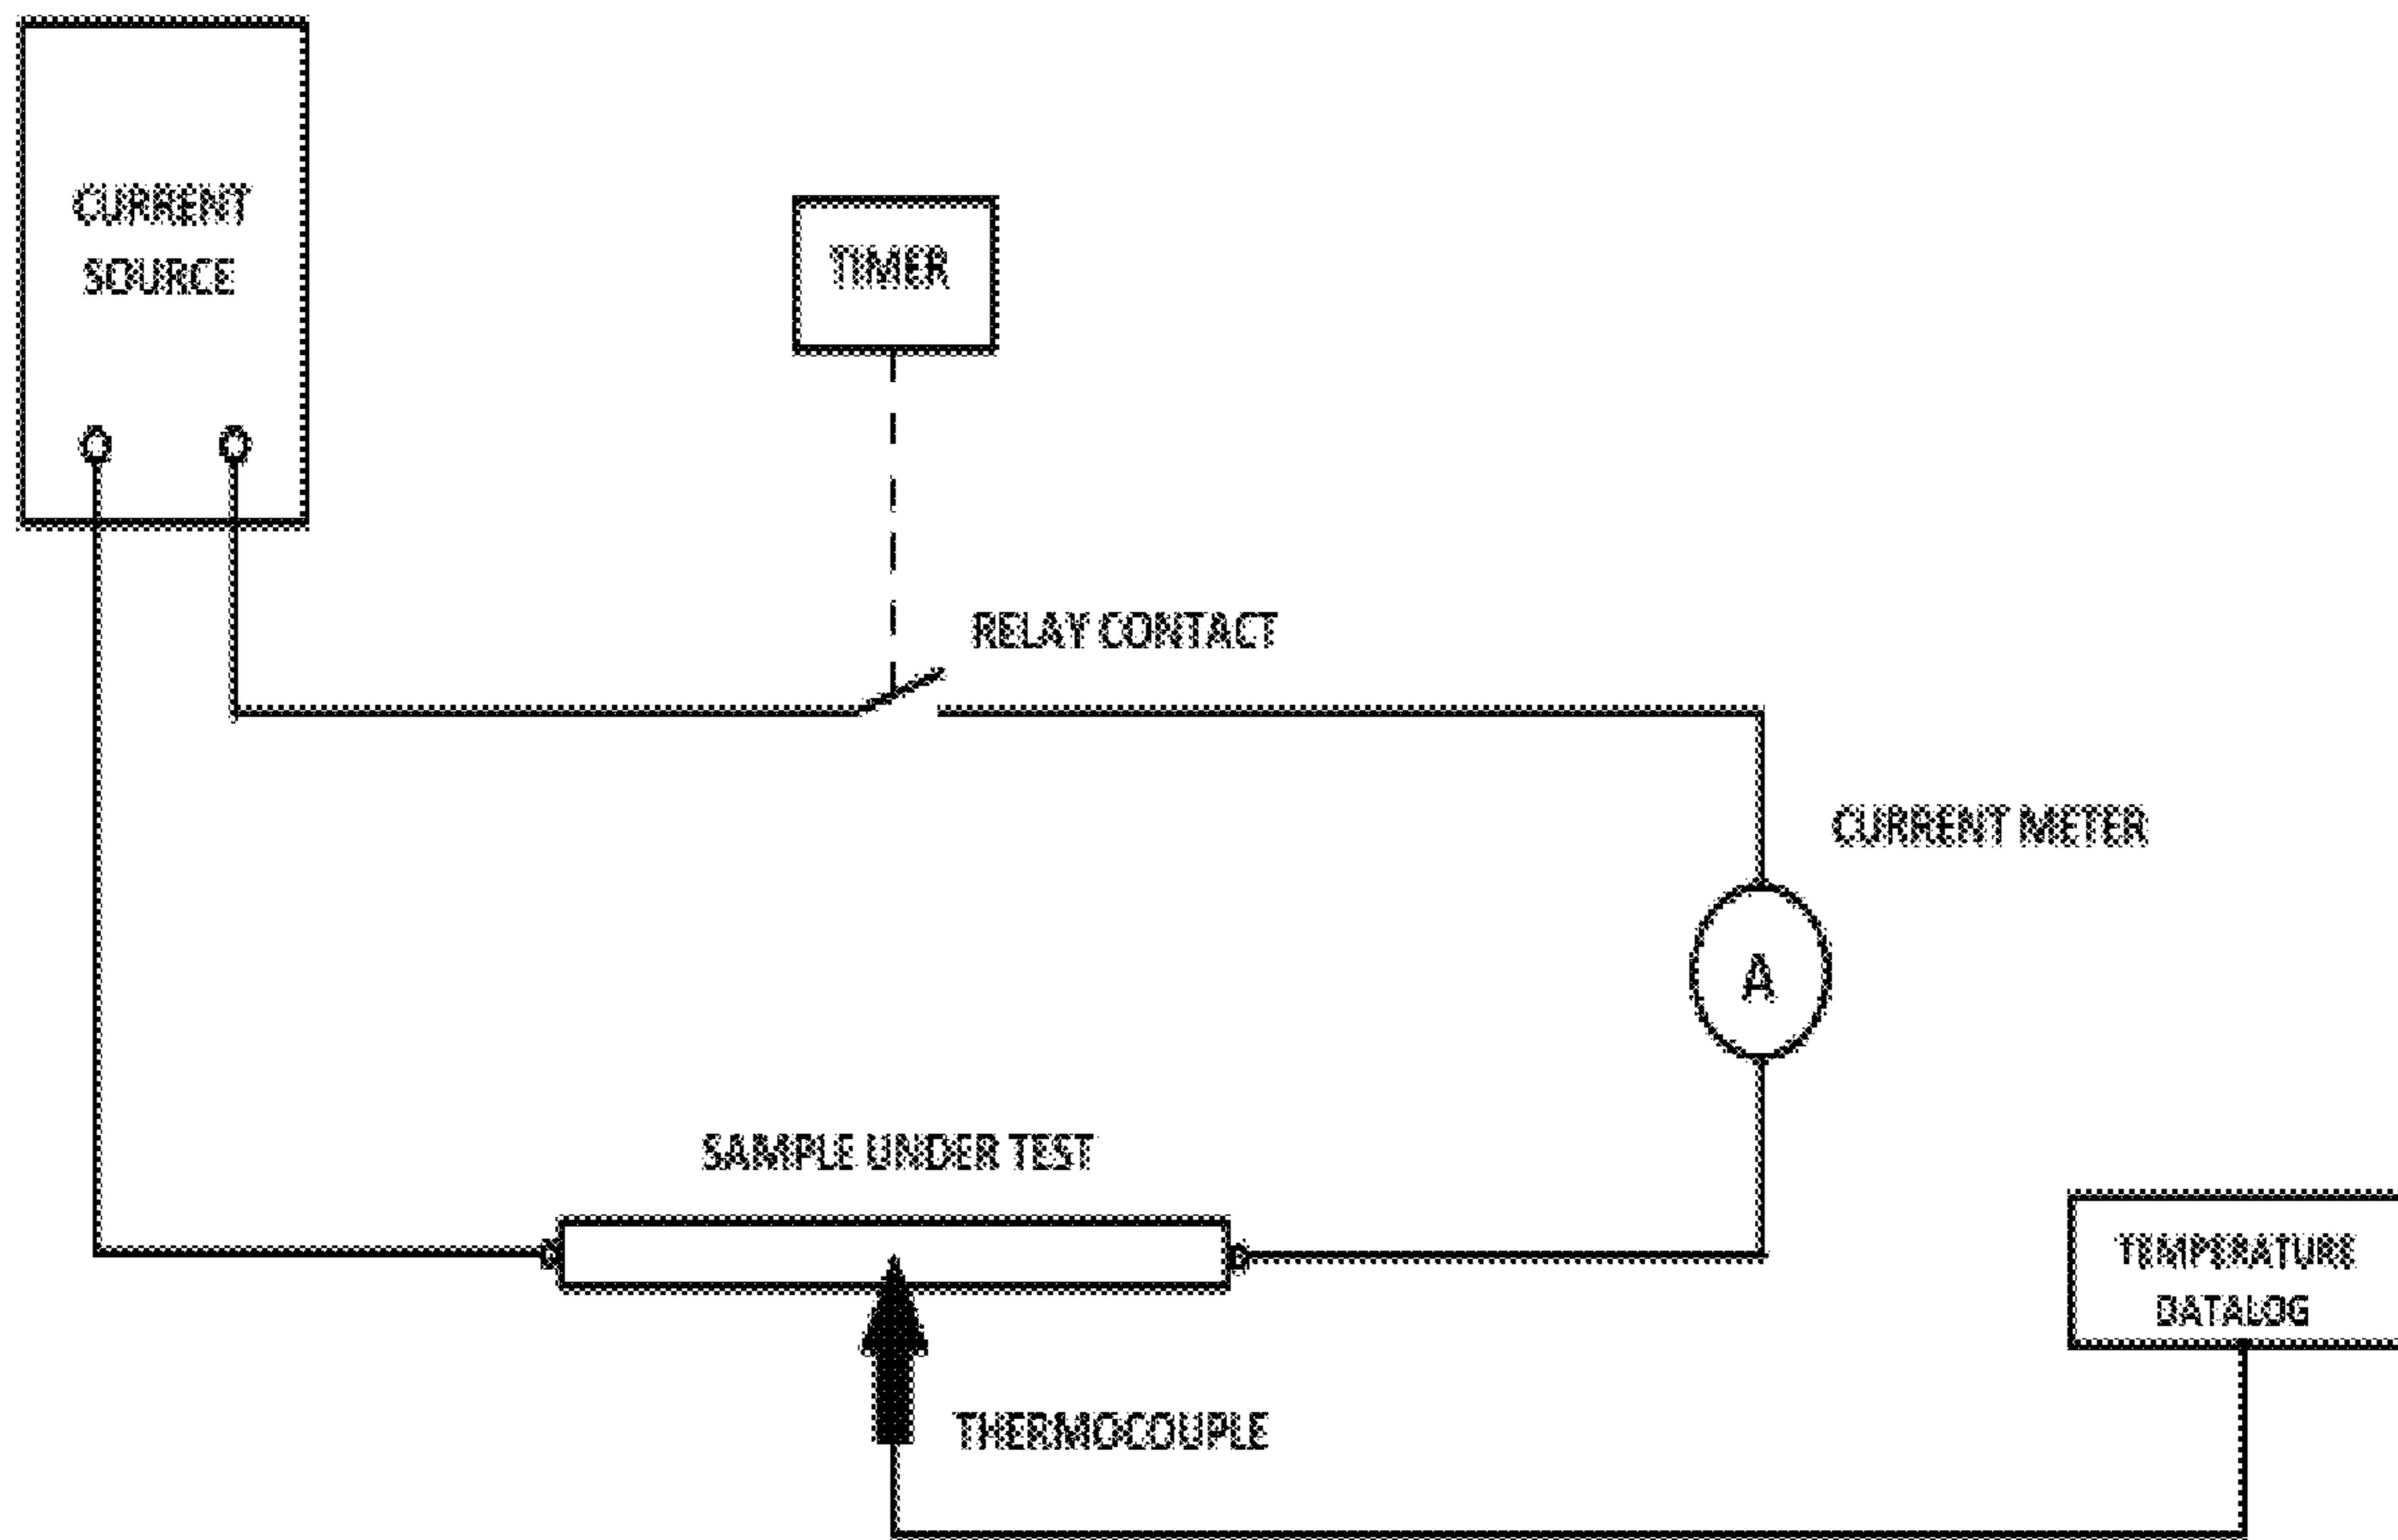 CURRENT
SOURCE
TIMER
RELAY CONTACT
CURRENT METER
A
SAMPLE UNDER TEST
TEMPERATURE
DATALOG
THERMOCOUPLE